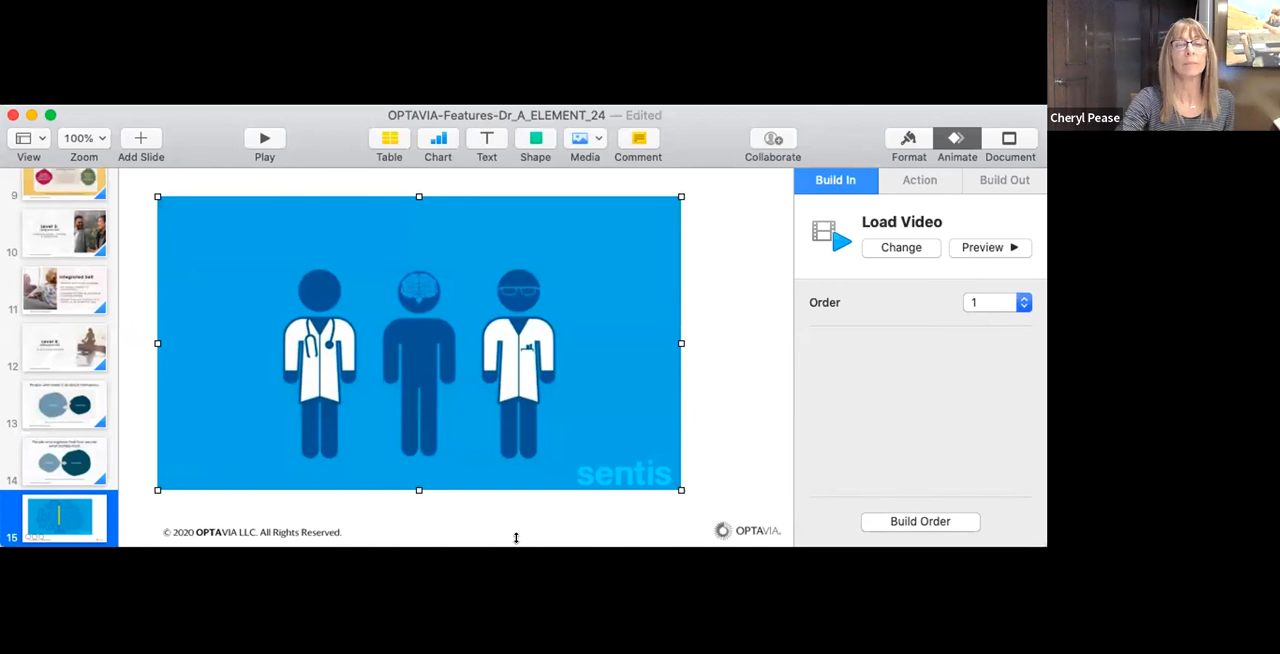 Cheryl Pease
OPTAVIA-Features-Dr_A_ELEMENT_24 — Edited
View
100%
Zoom
Add Slide
Play
Table
Chart
Text
Shape
Media
Comment
Collaborate
Format
Animate
Document
Build In
Action
Build Out
Load Video
Change
Preview
Order
1
Build Order
9
10
11
Integrated Self
12
13
14
15
sentis
© 2020 OPTAVIA LLC. All Rights Reserved.
OPTAVIA.